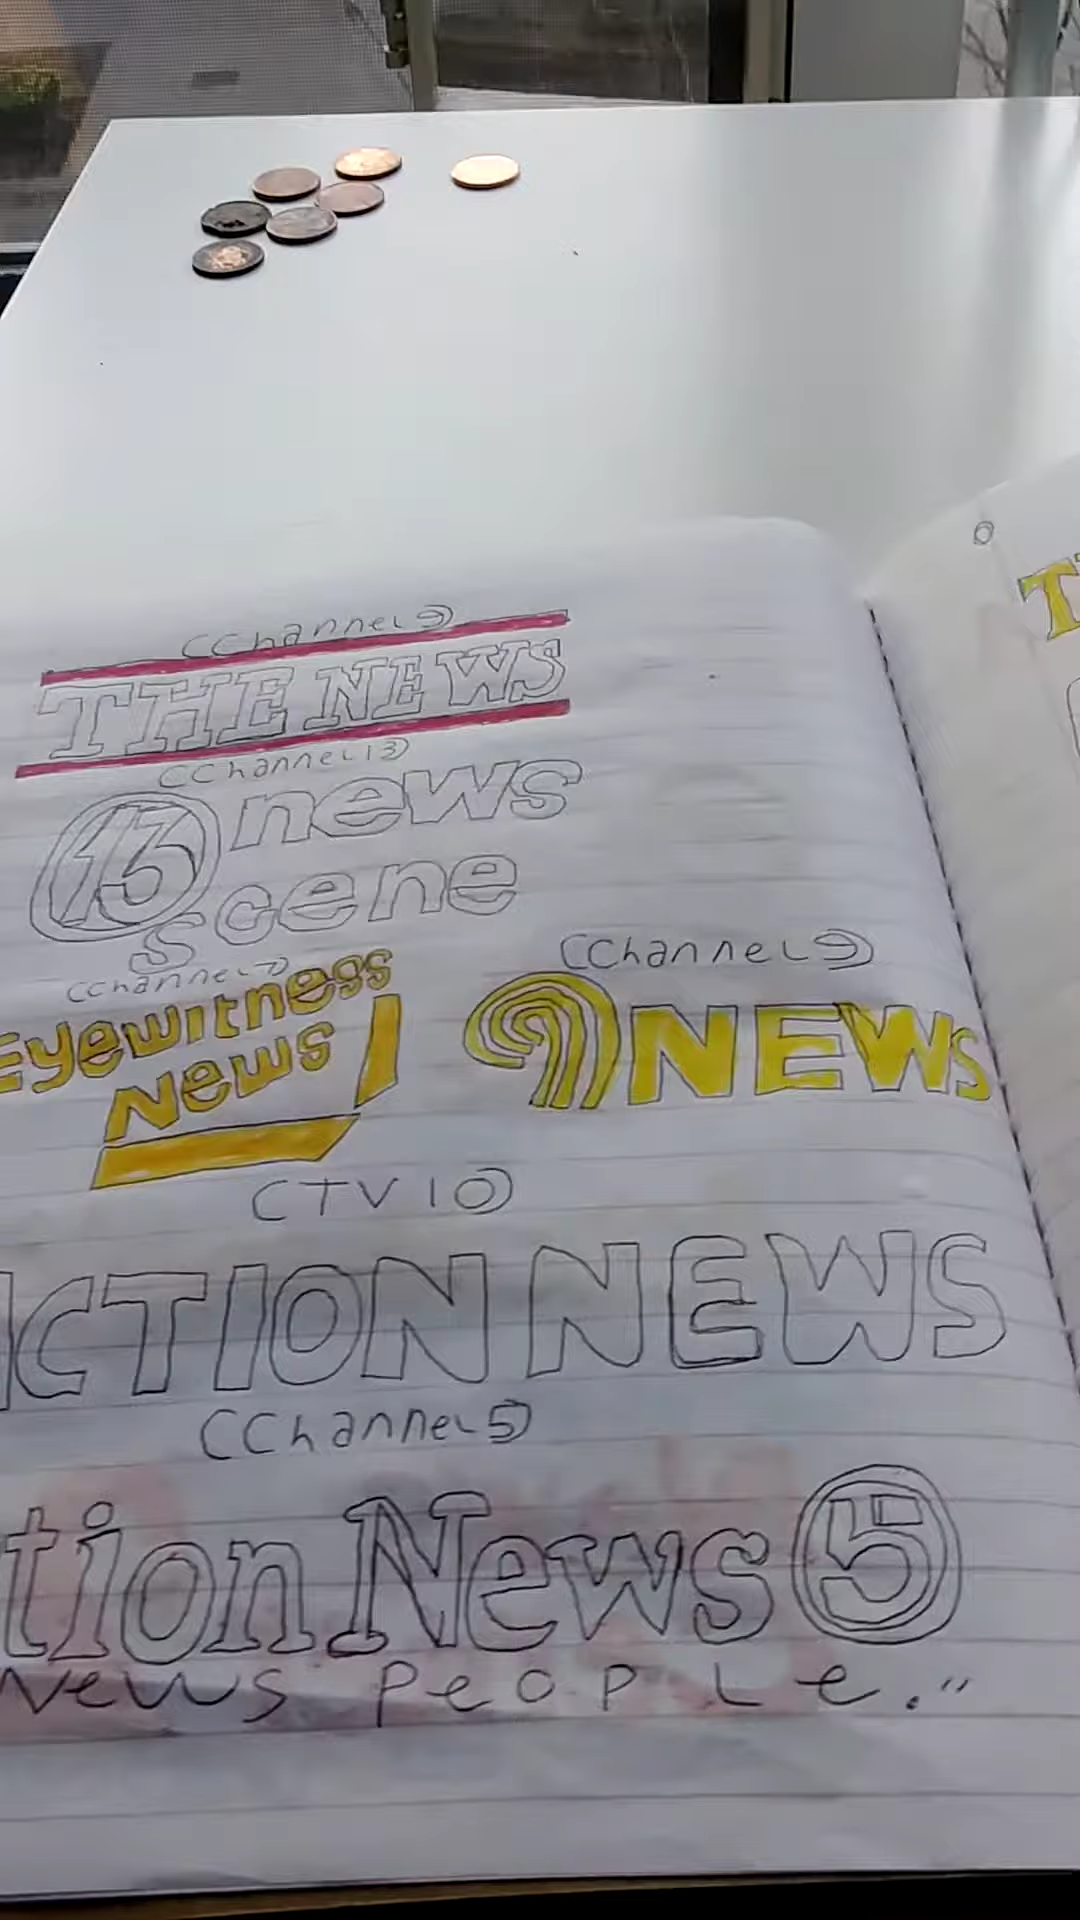 (Channel 9)
THE NEWS
(Channel 13)
13 news
scene
(Channel 7)
Eyewitness
News
(Channel 9)
9 NEWS
(TV 10)
ACTION NEWS
(Channel 5)
tion News 5
News People."